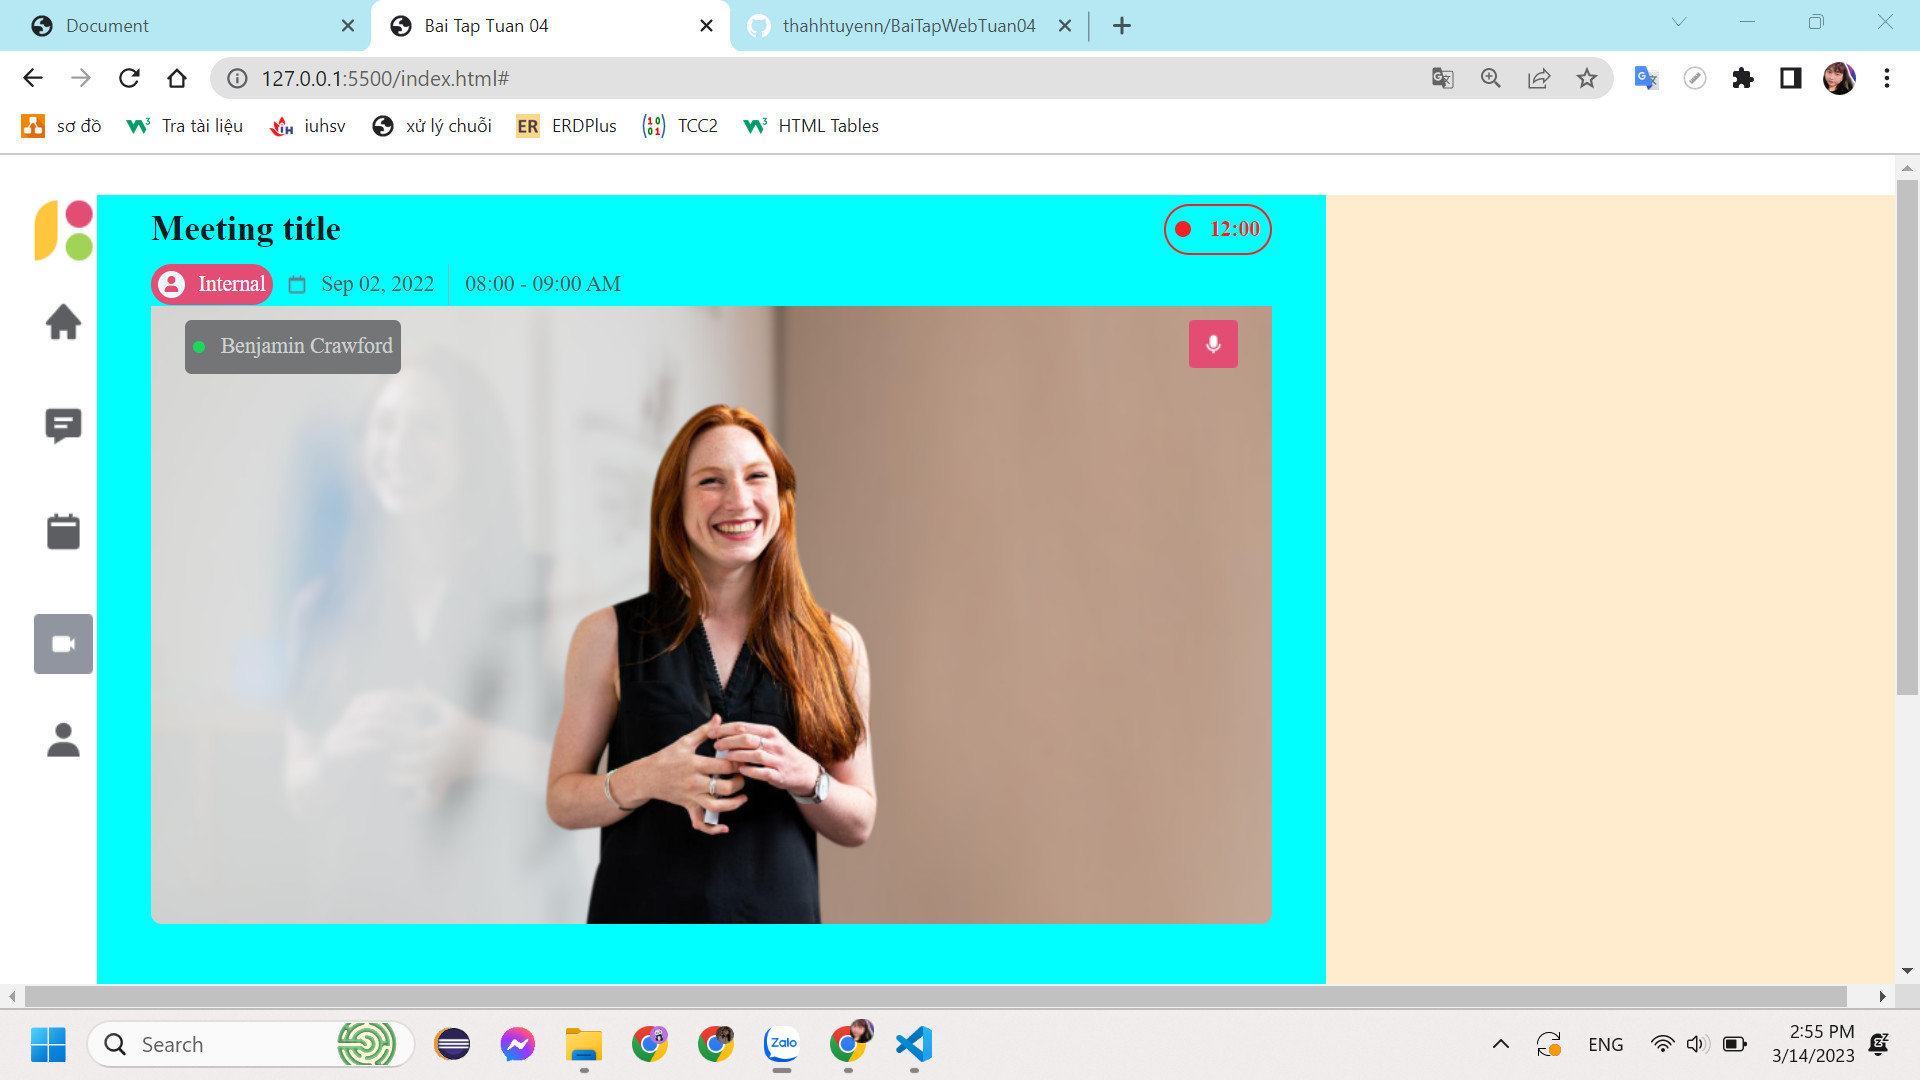 Document
Bai Tap Tuan 04
thahhtuyenn/BaiTapWebTuan04
127.0.0.1:5500/index.html#
sơ đồ
Tra tài liệu
iuhsv
xử lý chuỗi
ER
ERDPlus
TCC2
HTML Tables
Meeting title
12:00
Internal
Sep 02, 2022
08:00 - 09:00 AM
Benjamin Crawford
Search
Zalo
ENG
2:55 PM
3/14/2023